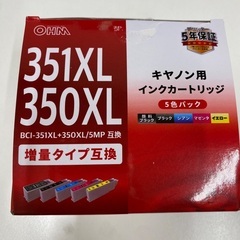 OHM
5年保証
351XL
350XL
BCI-351XL+350XL/5MP 互換
増量タイプ互換
キヤノン用
インクカートリッジ
5色パック
顔料ブラック ブラック シアン マゼンタ イエロー